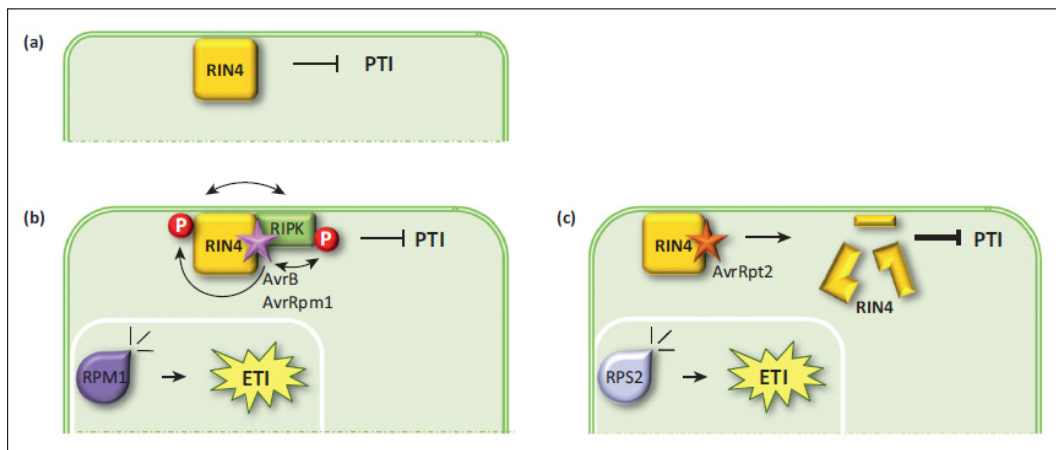 (a)
RIN4
PTI
(b)
P
RIN4
RIPK
P
PTI
AvrB
AvrRpm1
RPM1
ETI
(c)
RIN4
AvrRpt2
RIN4
PTI
RPS2
ETI